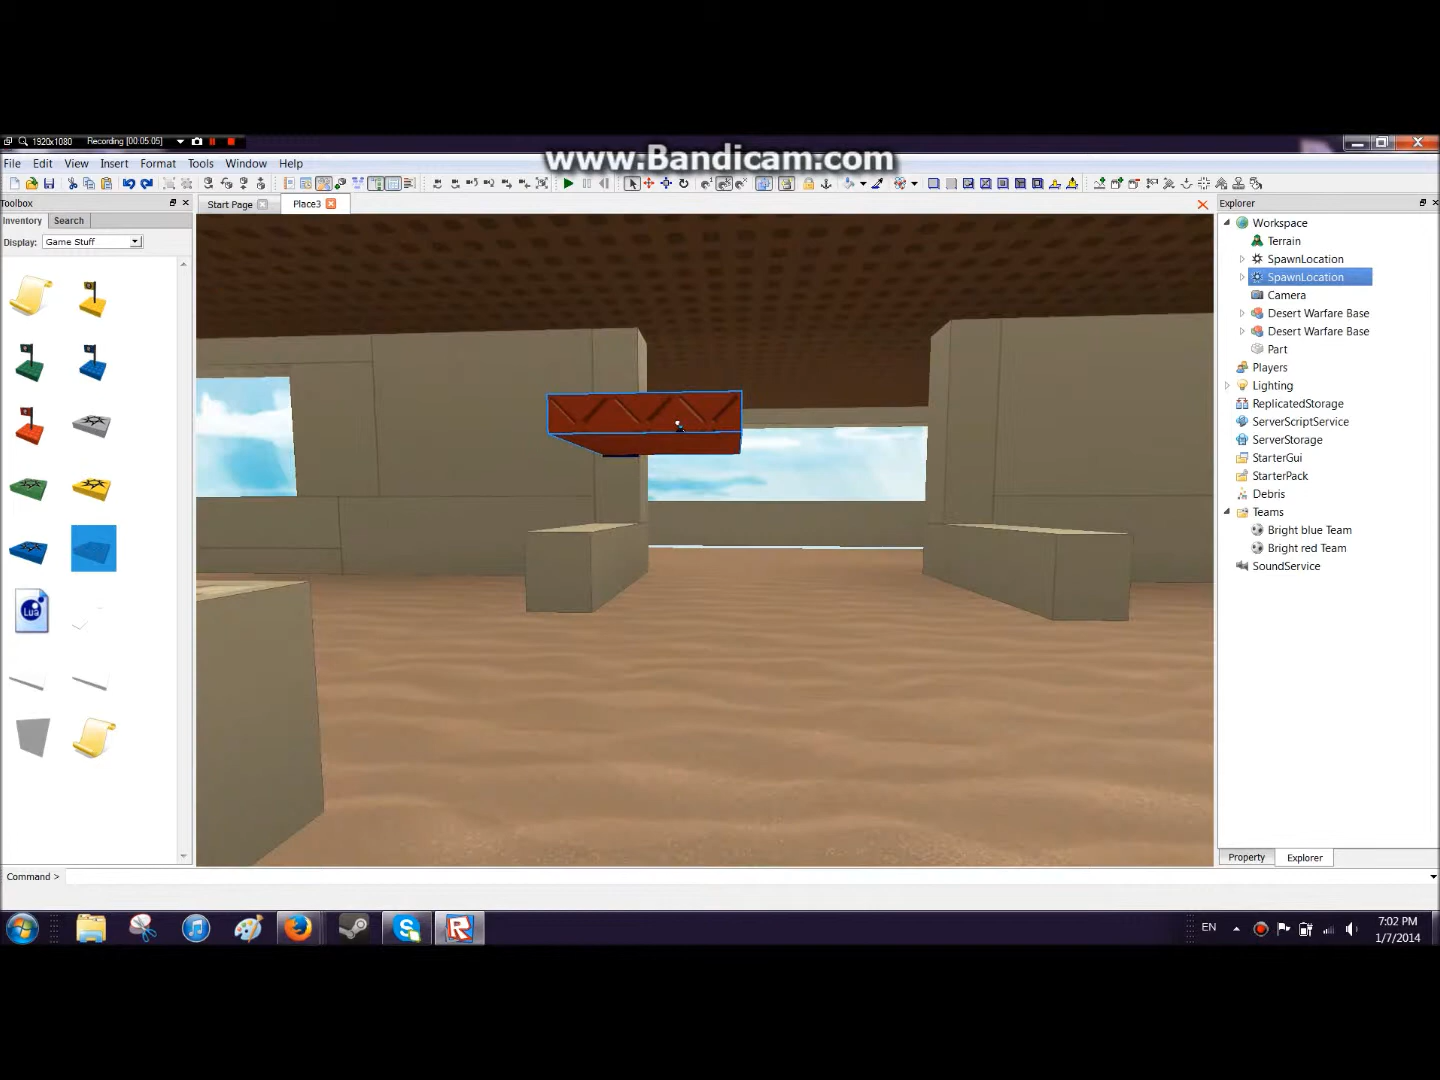 1920x1080 Recording [00:05:05]
www.Bandicam.com
File Edit View Insert Format Tools Window Help
Toolbox
Start Page Place3
Explorer
Inventory Search
Display: Game Stuff
Workspace
Terrain
SpawnLocation
SpawnLocation
Camera
Desert Warfare Base
Desert Warfare Base
Part
Players
Lighting
ReplicatedStorage
ServerScriptService
ServerStorage
StarterGui
StarterPack
Debris
Teams
Bright blue Team
Bright red Team
SoundService
Lua
Property Explorer
Command >
EN
7:02 PM
1/7/2014